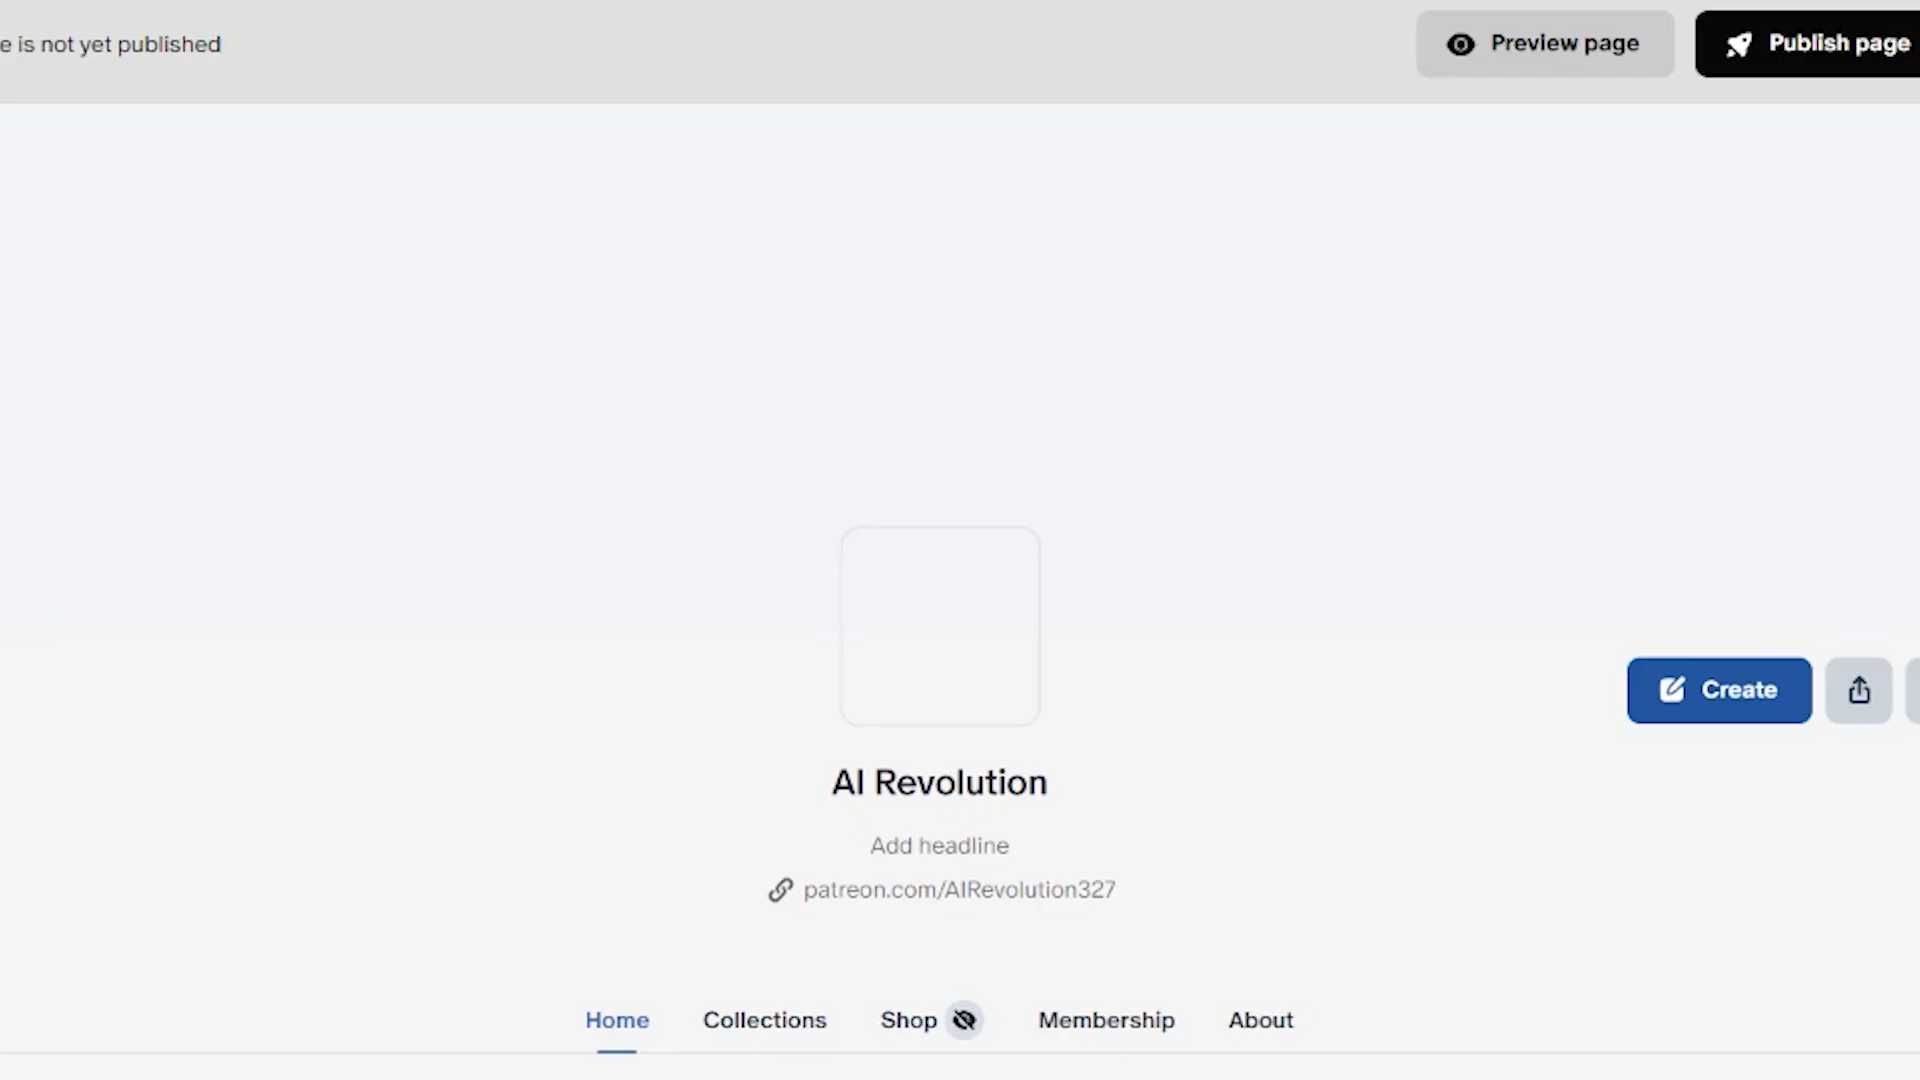 e is not yet published
Preview page
Publish page
Create
AI Revolution
Add headline
patreon.com/AIRevolution327
Home Collections Shop Membership About